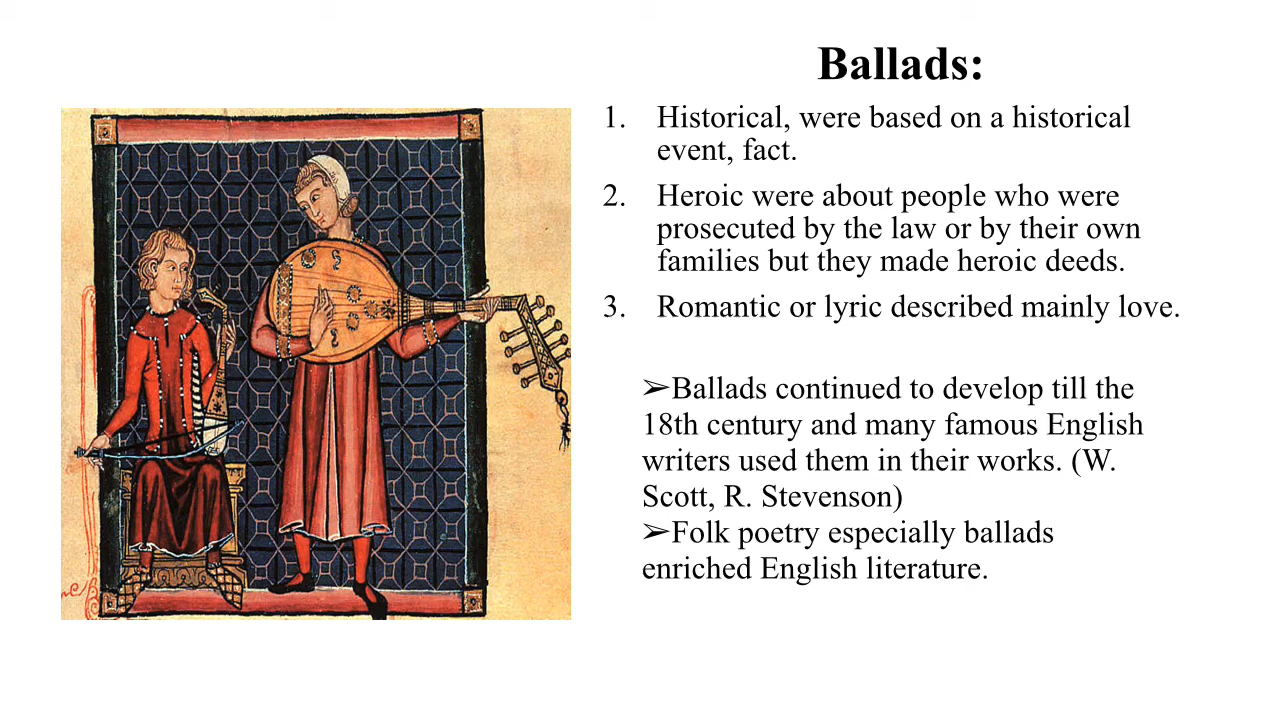 Ballads:
1. Historical, were based on a historical
event, fact.
2. Heroic were about people who were
prosecuted by the law or by their own
families but they made heroic deeds.
3. Romantic or lyric described mainly love.
➢Ballads continued to develop till the
18th century and many famous English
writers used them in their works. (W.
Scott, R. Stevenson)
➢Folk poetry especially ballads
enriched English literature.